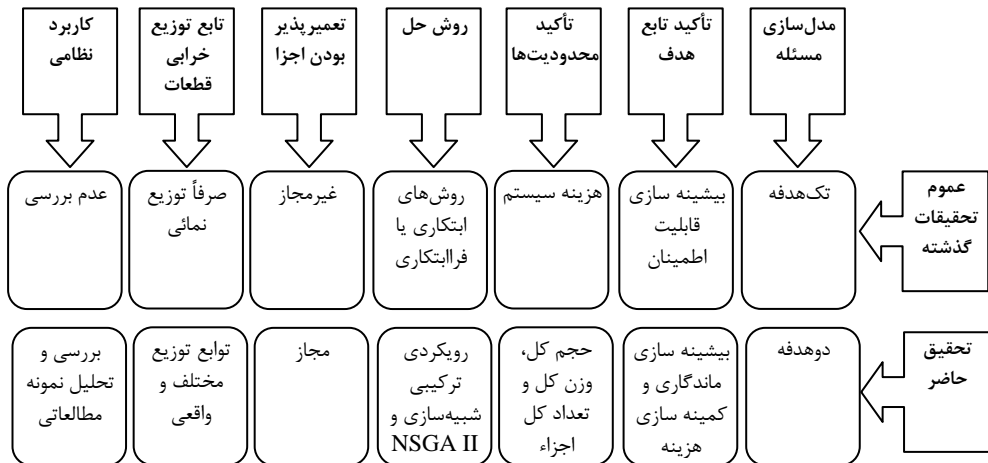 مدل‌سازی
مسئله
تأکید تابع
هدف
تأکید
محدودیت‌ها
روش حل
تعمیرپذیر
بودن اجزا
تابع توزیع
خرابی
قطعات
کاربرد
نظامی
عموم
تحقیقات
گذشته
تک‌هدفه
بیشینه سازی
قابلیت
اطمینان
هزینه سیستم
روش‌های
ابتکاری یا
فراابتکاری
غیرمجاز
صرفاً توزیع
نمائی
عدم بررسی
تحقیق
حاضر
دوهدفه
بیشینه سازی
ماندگاری و
کمینه سازی
هزینه
حجم کل،
وزن کل و
تعداد کل
اجزاء
رویکردی
ترکیبی
شبیه‌سازی و
NSGA II
مجاز
توابع توزیع
مختلف و
واقعی
بررسی و
تحلیل نمونه
مطالعاتی